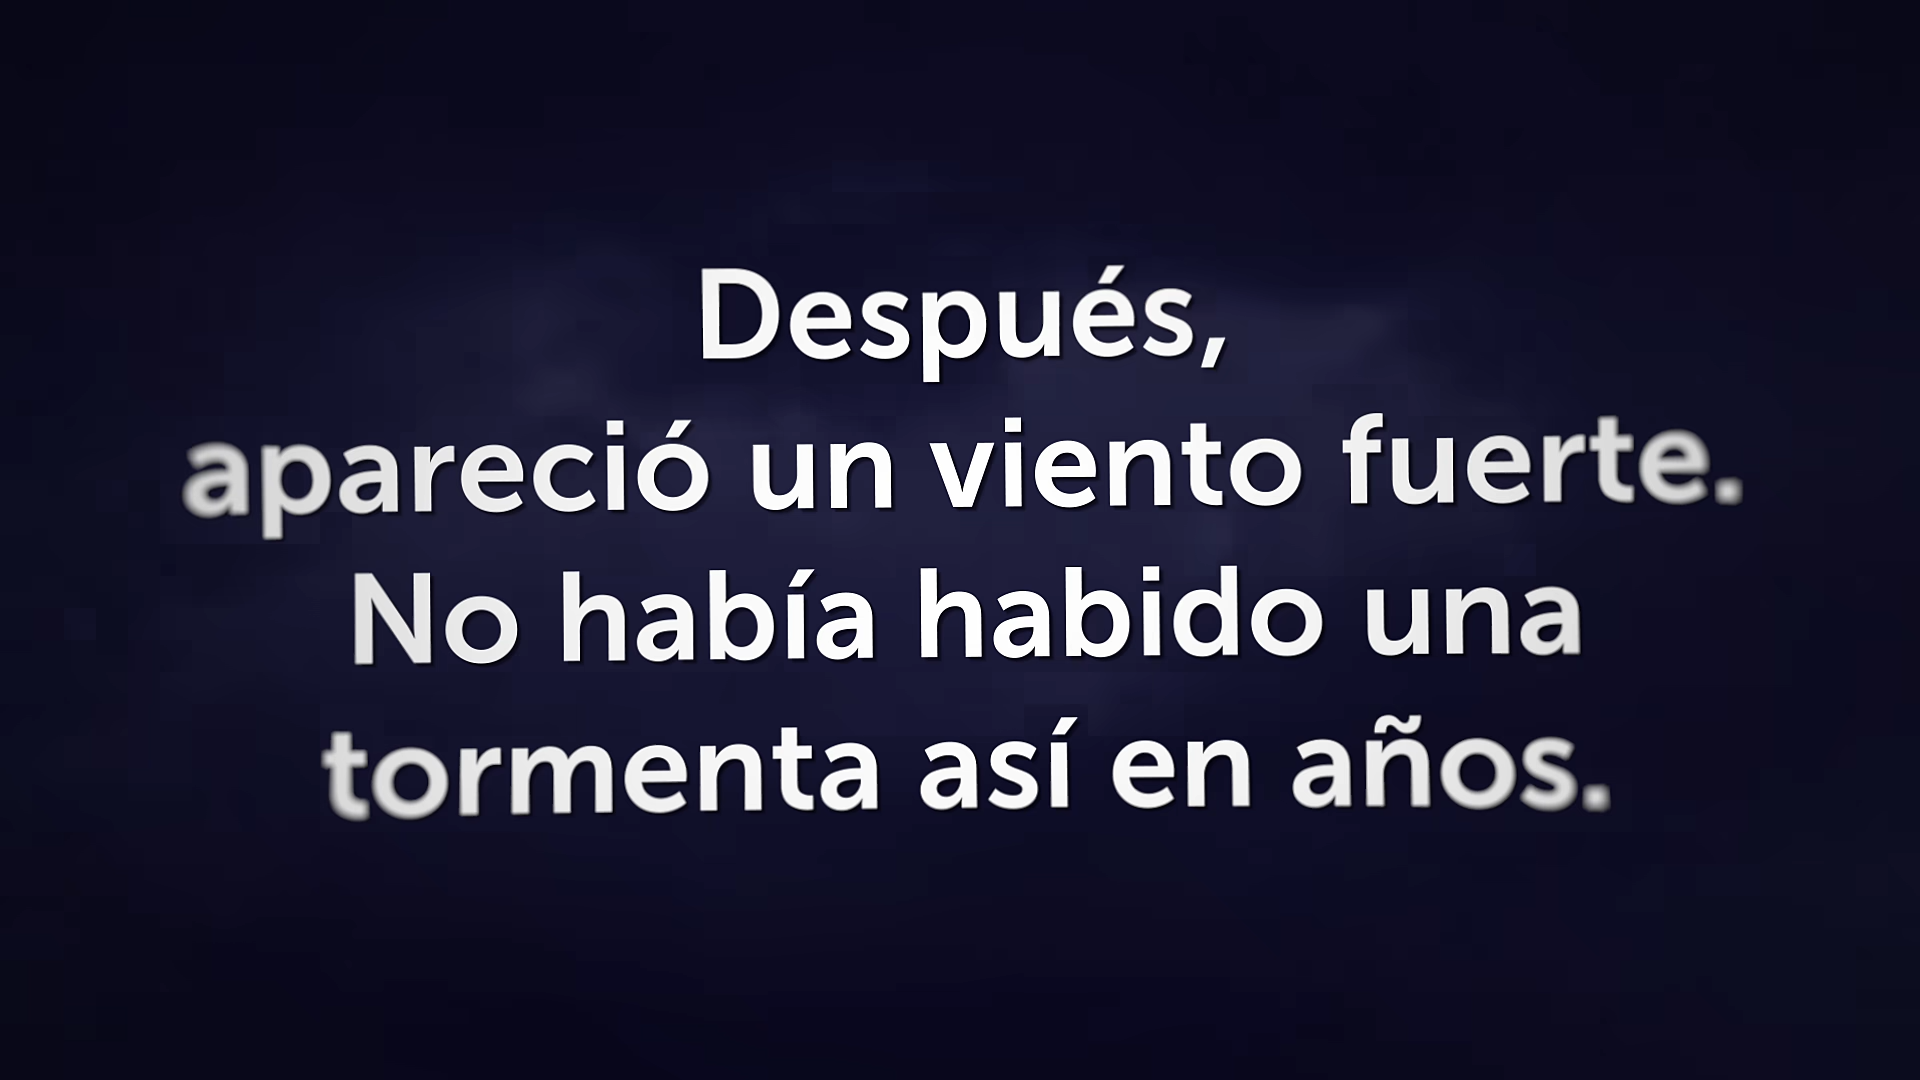 Después,
apareció un viento fuerte.
No había habido una
tormenta así en años.